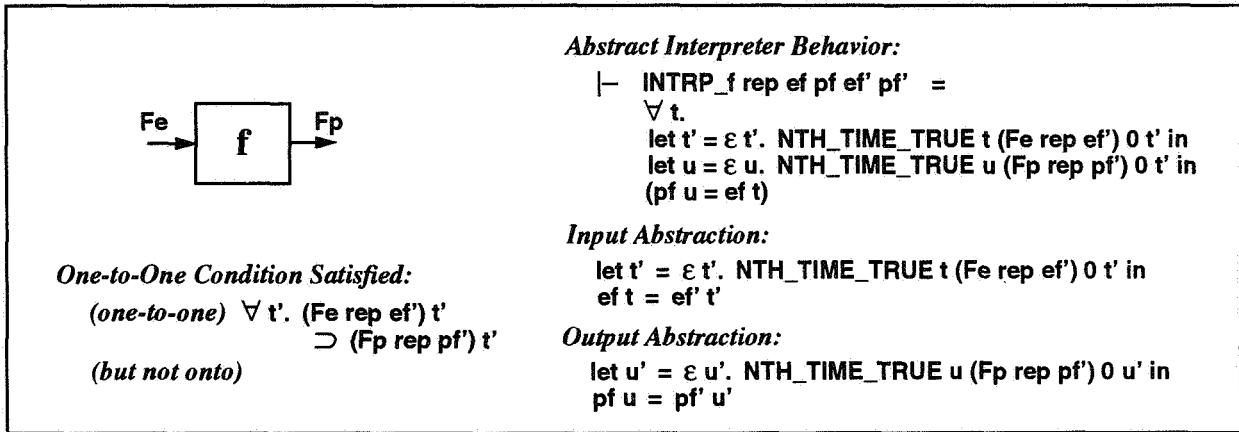 Fe
f
Fp
One-to-One Condition Satisfied:
(one-to-one) ∀ t'. (Fe rep ef') t'
⊃ (Fp rep pf') t'
(but not onto)
Abstract Interpreter Behavior:
|– INTRP_f rep ef pf ef' pf' =
∀ t.
let t' = ε t'. NTH_TIME_TRUE t (Fe rep ef') 0 t' in
let u = ε u. NTH_TIME_TRUE u (Fp rep pf') 0 t' in
(pf u = ef t)
Input Abstraction:
let t' = ε t'. NTH_TIME_TRUE t (Fe rep ef') 0 t' in
ef t = ef' t'
Output Abstraction:
let u' = ε u'. NTH_TIME_TRUE u (Fp rep pf') 0 u' in
pf u = pf' u'